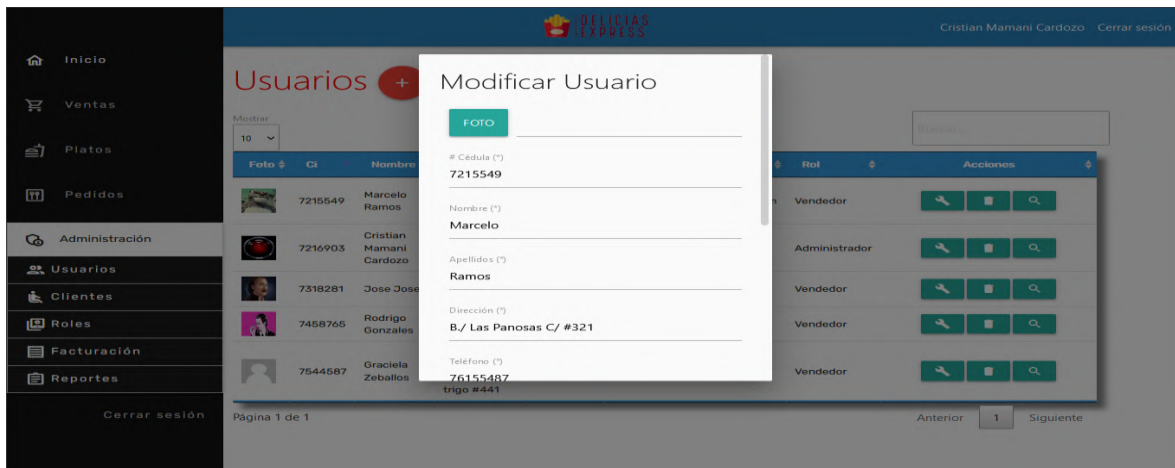 DELICIAS
EXPRESS
Cristian Mamani Cardozo Cerrar sesión
Inicio
Ventas
Platos
Pedidos
Administración
Usuarios
Clientes
Roles
Facturación
Reportes
Cerrar sesión
Usuarios +
Mostrar
10
Foto Ci Nombre Rol Acciones
7215549 Marcelo Ramos Vendedor
7216903 Cristian Mamani Cardozo Administrador
7318281 Jose Jose Vendedor
7458765 Rodrigo Gonzales Vendedor
7544587 Graciela Zeballos trigo #441 Vendedor
Página 1 de 1
Anterior 1 Siguiente
Modificar Usuario
FOTO
# Cédula (*)
7215549
Nombre (*)
Marcelo
Apellidos (*)
Ramos
Dirección (*)
B./ Las Panosas C/ #321
Teléfono (*)
76155487